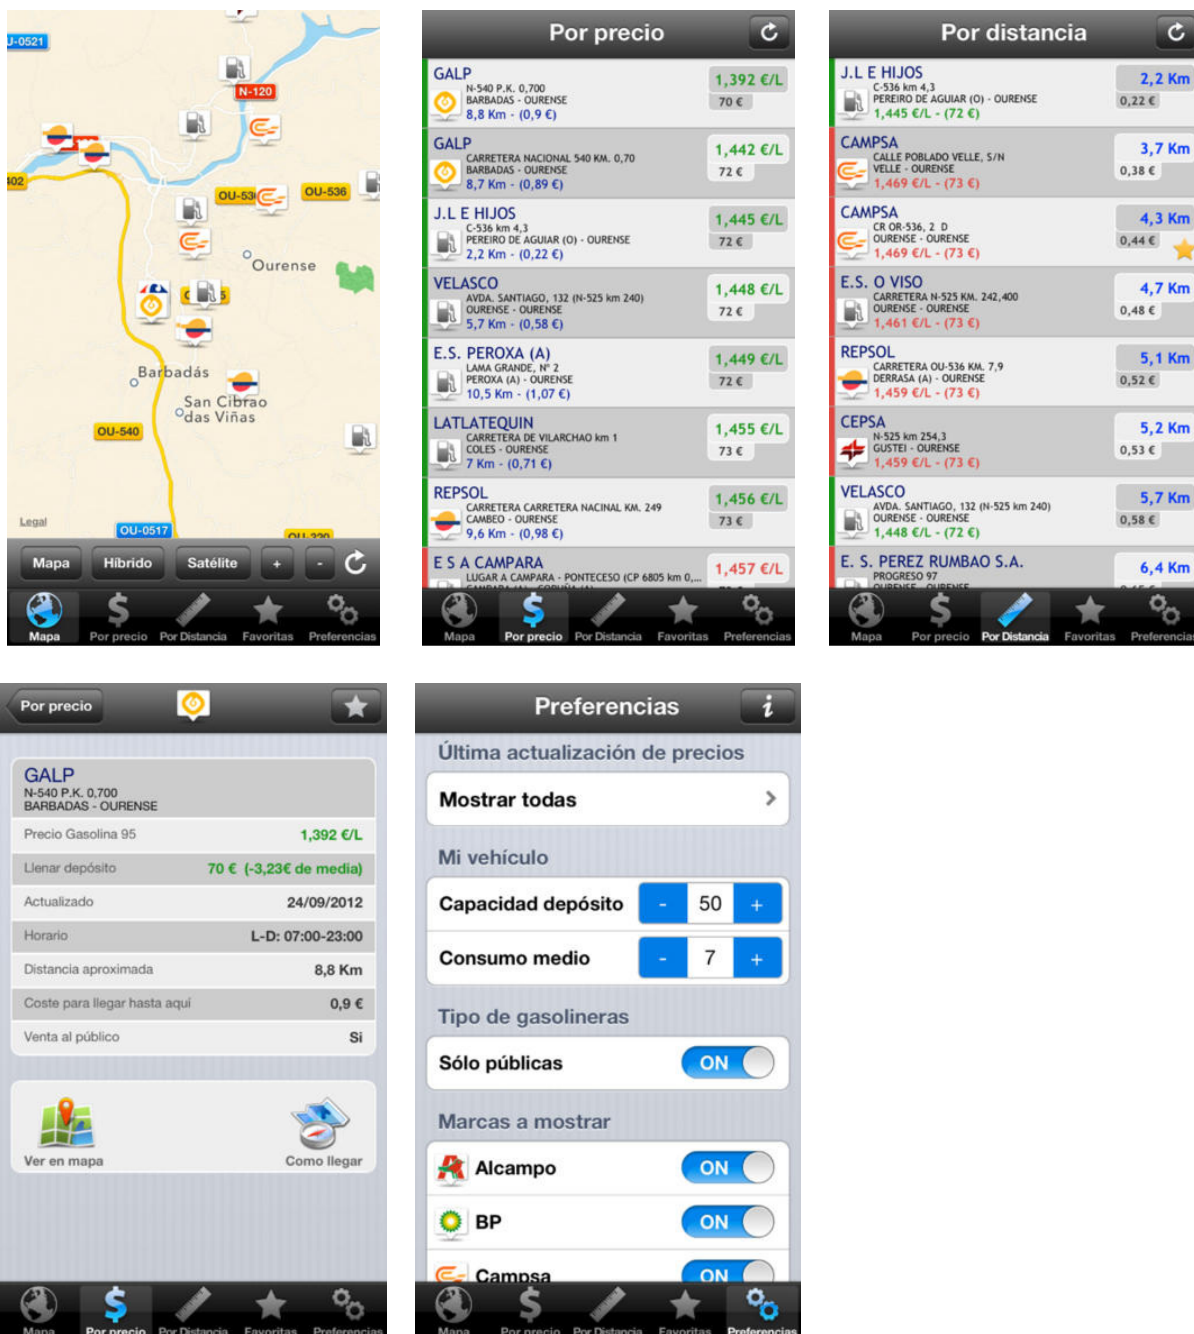 U-0521
N-120
402
OU-536
OU-536
Ourense
Barbadás
San Cibrao
das Viñas
OU-540
Legal
OU-0517
OU-320
Mapa
Híbrido
Satélite
+
-
Mapa
Por precio
Por Distancia
Favoritas
Preferencias
Por precio
GALP
N-540 P.K. 0,700
BARBADAS - OURENSE
8,8 Km - (0,9 €)
1,392 €/L
70 €
GALP
CARRETERA NACIONAL 540 KM. 0,70
BARBADAS - OURENSE
8,7 Km - (0,89 €)
1,442 €/L
72 €
J.L E HIJOS
C-536 km 4,3
PEREIRO DE AGUIAR (O) - OURENSE
2,2 Km - (0,22 €)
1,445 €/L
72 €
VELASCO
AVDA. SANTIAGO, 132 (N-525 km 240)
OURENSE - OURENSE
5,7 Km - (0,58 €)
1,448 €/L
72 €
E.S. PEROXA (A)
LAMA GRANDE, Nº 2
PEROXA (A) - OURENSE
10,5 Km - (1,07 €)
1,449 €/L
72 €
LATLATEQUIN
CARRETERA DE VILARCHAO km 1
COLES - OURENSE
7 Km - (0,71 €)
1,455 €/L
73 €
REPSOL
CARRETERA CARRETERA NACINAL KM. 249
CAMBEO - OURENSE
9,6 Km - (0,98 €)
1,456 €/L
73 €
E S A CAMPARA
LUGAR A CAMPARA - PONTECESO (CP 6805 km 0,...
1,457 €/L
Mapa
Por precio
Por Distancia
Favoritas
Preferencias
Por distancia
J.L E HIJOS
C-536 km 4,3
PEREIRO DE AGUIAR (O) - OURENSE
1,445 €/L - (72 €)
2,2 Km
0,22 €
CAMPSA
CALLE POBLADO VELLE, S/N
VELLE - OURENSE
1,469 €/L - (73 €)
3,7 Km
0,38 €
CAMPSA
CR OR-536, 2 D
OURENSE - OURENSE
1,469 €/L - (73 €)
4,3 Km
0,44 €
E.S. O VISO
CARRETERA N-525 KM. 242,400
OURENSE - OURENSE
1,461 €/L - (73 €)
4,7 Km
0,48 €
REPSOL
CARRETERA OU-536 KM. 7,9
DERRASA (A) - OURENSE
1,459 €/L - (73 €)
5,1 Km
0,52 €
CEPSA
N-525 km 254,3
GUSTEI - OURENSE
1,459 €/L - (73 €)
5,2 Km
0,53 €
VELASCO
AVDA. SANTIAGO, 132 (N-525 km 240)
OURENSE - OURENSE
1,448 €/L - (72 €)
5,7 Km
0,58 €
E. S. PEREZ RUMBAO S.A.
PROGRESO 97
OURENSE - OURENSE
6,4 Km
Mapa
Por precio
Por Distancia
Favoritas
Preferencias
Por precio
GALP
N-540 P.K. 0,700
BARBADAS - OURENSE
Precio Gasolina 95
1,392 €/L
Llenar depósito
70 € (-3,23€ de media)
Actualizado
24/09/2012
Horario
L-D: 07:00-23:00
Distancia aproximada
8,8 Km
Coste para llegar hasta aquí
0,9 €
Venta al público
Si
Ver en mapa
Como llegar
Mapa
Por precio
Por Distancia
Favoritas
Preferencias
Preferencias
i
Última actualización de precios
Mostrar todas
Mi vehículo
Capacidad depósito
-
50
+
Consumo medio
-
7
+
Tipo de gasolineras
Sólo públicas
ON
Marcas a mostrar
Alcampo
ON
BP
ON
Campsa
ON
Mapa
Por precio
Por Distancia
Favoritas
Preferencias